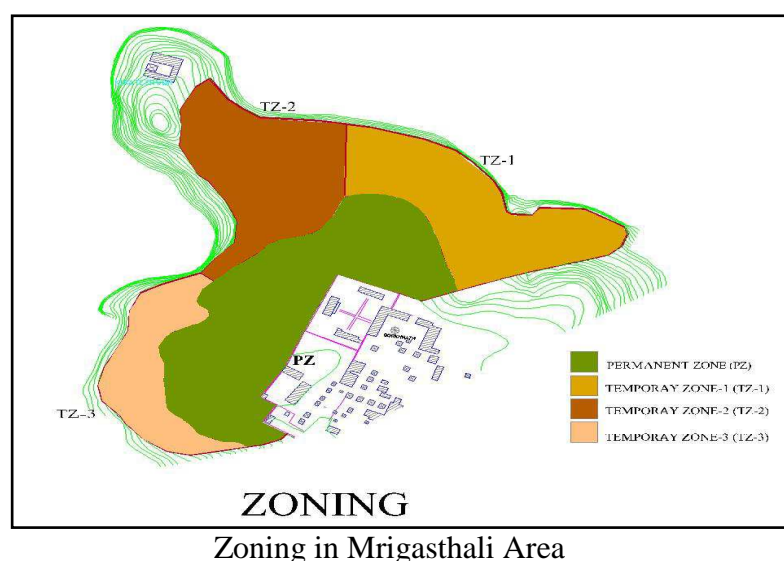 TZ-2
TZ-1
PZ
TZ-3
PERMANENT ZONE (PZ)
TEMPORAY ZONE-1 (TZ-1)
TEMPORAY ZONE-2 (TZ-2)
TEMPORAY ZONE-3 (TZ-3)
ZONING
Zoning in Mrigasthali Area